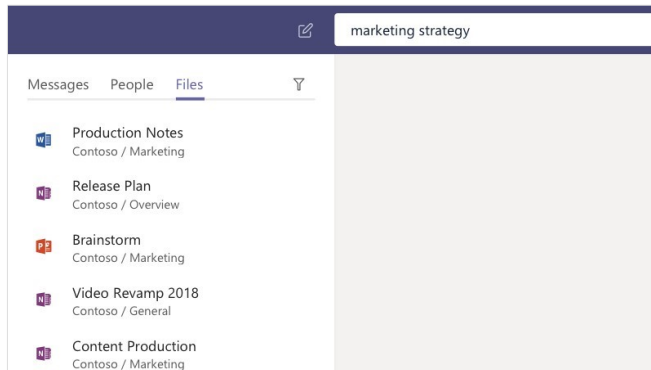 marketing strategy
Messages People Files
Production Notes
Contoso / Marketing
Release Plan
Contoso / Overview
Brainstorm
Contoso / Marketing
Video Revamp 2018
Contoso / General
Content Production
Contoso / Marketing